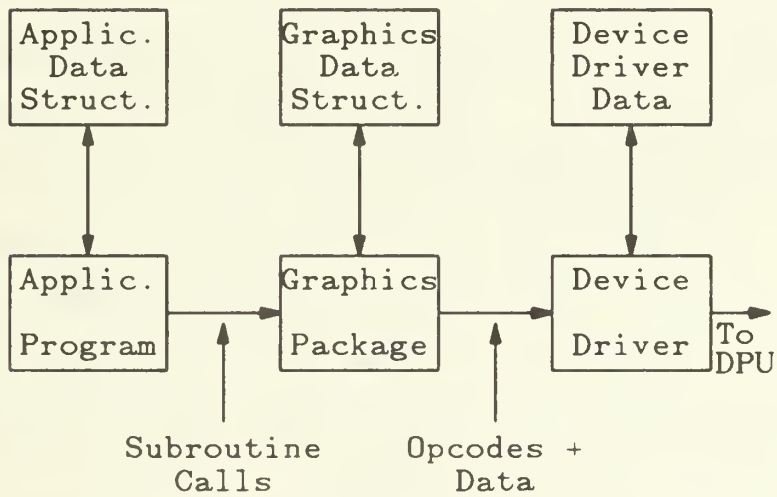 Applic.
Data
Struct.
Graphics
Data
Struct.
Device
Driver
Data
Applic.
Program
Graphics
Package
Device
Driver
To
DPU
Subroutine
Calls
Opcodes +
Data